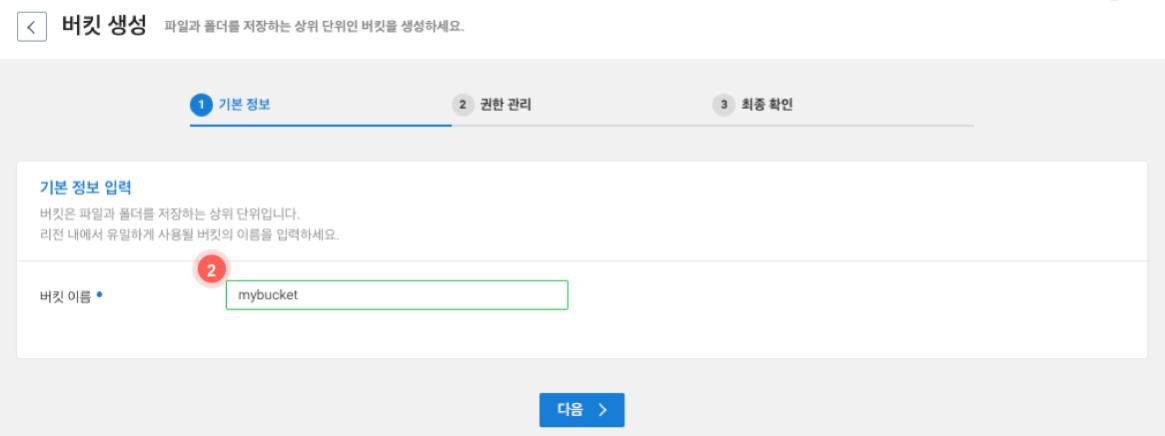 버킷 생성 파일과 폴더를 저장하는 상위 단위인 버킷을 생성하세요.
1 기본 정보 2 권한 관리 3 최종 확인
기본 정보 입력
버킷은 파일과 폴더를 저장하는 상위 단위입니다.
리전 내에서 유일하게 사용될 버킷의 이름을 입력하세요.
2
버킷 이름 mybucket
다음